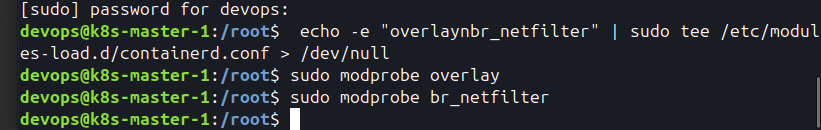 [sudo] password for devops:
devops@k8s-master-1:/root$  echo -e "overlaynbr_netfilter" | sudo tee /etc/modul
es-load.d/containerd.conf > /dev/null
devops@k8s-master-1:/root$ sudo modprobe overlay
devops@k8s-master-1:/root$ sudo modprobe br_netfilter
devops@k8s-master-1:/root$